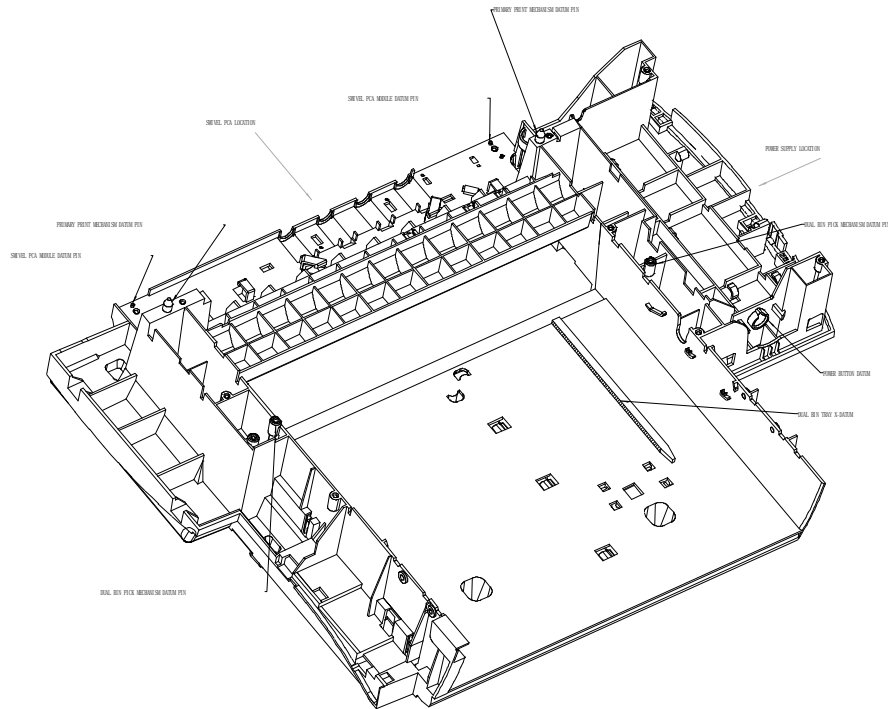 PRIMARY PRINT MECHANISM DATUM PIN
SWIVEL PCA MODULE DATUM PIN
SWIVEL PCA LOCATION
POWER SUPPLY LOCATION
PRIMARY PRINT MECHANISM DATUM PIN
DUAL BIN PICK MECHANISM DATUM PIN
SWIVEL PCA MODULE DATUM PIN
POWER BUTTON DATUM
DUAL BIN TRAY X-DATUM
DUAL BIN PICK MECHANISM DATUM PIN